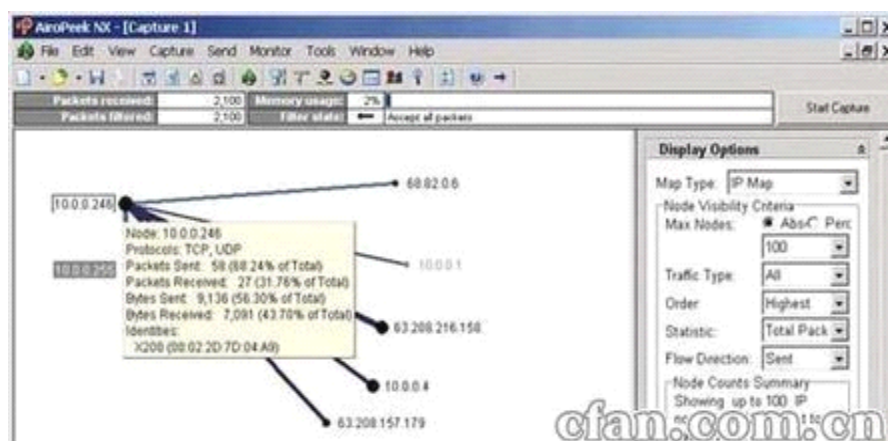 AiroPeek NX - [Capture 1]
File Edit View Capture Send Monitor Tools Window Help
Packets received: 2,100 Memory usage: 2%
Packets filtered: 2,100 Filter state: Accept all packets
Start Capture
10.0.0.246
68.82.0.6
Node: 10.0.0.246
Protocols: TCP, UDP
Packets Sent: 58 (68.24% of Total)
Packets Received: 27 (31.76% of Total)
Bytes Sent: 9,136 (56.30% of Total)
Bytes Received: 7,091 (43.70% of Total)
Identities:
X208 (08:02:2D:7D:04:A9)
10.0.0.255
10.0.0.1
63.208.216.158
10.0.0.4
63.208.157.179
Display Options
Map Type: IP Map
Node Visibility Criteria
Max Nodes: Abs Perc
100
Traffic Type: All
Order Highest
Statistic: Total Pack
Flow Direction: Sent
Node Counts Summary
Showing up to 100 IP
cfan.com.cn